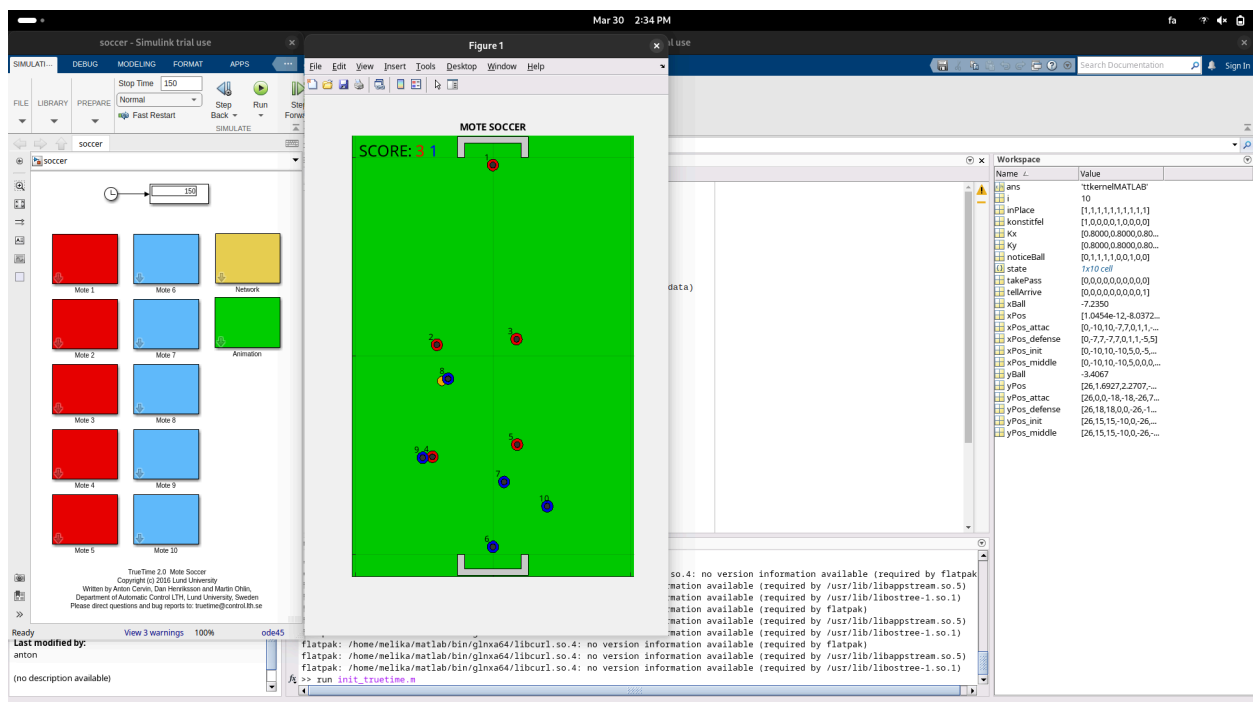 Mar 30 2:34 PM
fa
soccer - Simulink trial use
Figure 1
al use
SIMULATI... DEBUG MODELING FORMAT APS
File Edit View Insert Tools Desktop Window Help
Search Documentation
Sign In
Stop Time 150
Normal
Fast Restart
FILE LIBRARY PREPARE
Step Back
Run
Step Forw
SIMULATE
soccer
soccer
150
Mote 1 Mote 6 Network
Mote 2 Mote 7 Animation
Mote 3 Mote 8
Mote 4 Mote 9
Mote 5 Mote 10
TrueTime 2.0 Mote Soccer
Copyright (c) 2016 Lund University
Written by Anton Cervin, Dan Henriksson and Martin Ohlin,
Department of Automatic Control LTH, Lund University, Sweden
Please direct questions and bug reports to: truetime@control.lth.se
Ready View 3 warnings 100% ode45
Last modified by:
anton
(no description available)
MOTE SOCCER
SCORE: 3 1
1
2
3
8
5
9 4
7
10
6
data)
so.4: no version information available (required by flatpak
rmation available (required by /usr/lib/libappstream.so.5)
rmation available (required by /usr/lib/libostree-1.so.1)
rmation available (required by flatpak)
rmation available (required by /usr/lib/libappstream.so.5)
rmation available (required by /usr/lib/libostree-1.so.1)
flatpak: /home/melika/matlab/bin/glnxa64/libcurl.so.4: no version information available (required by flatpak)
flatpak: /home/melika/matlab/bin/glnxa64/libcurl.so.4: no version information available (required by /usr/lib/libappstream.so.5)
flatpak: /home/melika/matlab/bin/glnxa64/libcurl.so.4: no version information available (required by /usr/lib/libostree-1.so.1)
fx >> run init_truetime.m
Workspace
Name Value
ans 'ttkernelMATLAB'
i 10
inPlace [1,1,1,1,1,1,1,1,1,1]
konstitfel [1,0,0,0,0,1,0,0,0,0]
Kx [0.8000,0.8000,0.80...
Ky [0.8000,0.8000,0.80...
noticeBall [0,1,1,1,1,0,0,1,0,0]
state 1x10 cell
takePass [0,0,0,0,0,0,0,0,0,0]
tellArrive [0,0,0,0,0,0,0,0,0,1]
xBall -7.2350
xPos [1.0454e-12,-8.0372...
xPos_attac [0,-10,10,-7,7,0,1,1,-...
xPos_defense [0,-7,7,-7,7,0,1,1,-5,5]
xPos_init [0,-10,10,-10,5,0,-5,...
xPos_middle [0,-10,10,-10,5,0,0,0,...
yBall -3.4067
yPos [26,1.6927,2.2707,-...
yPos_attac [26,0,0,-18,-18,-26,7...
yPos_defense [26,18,18,0,0,-26,-1...
yPos_init [26,15,15,-10,0,-26,...
yPos_middle [26,15,15,-10,0,-26,-...